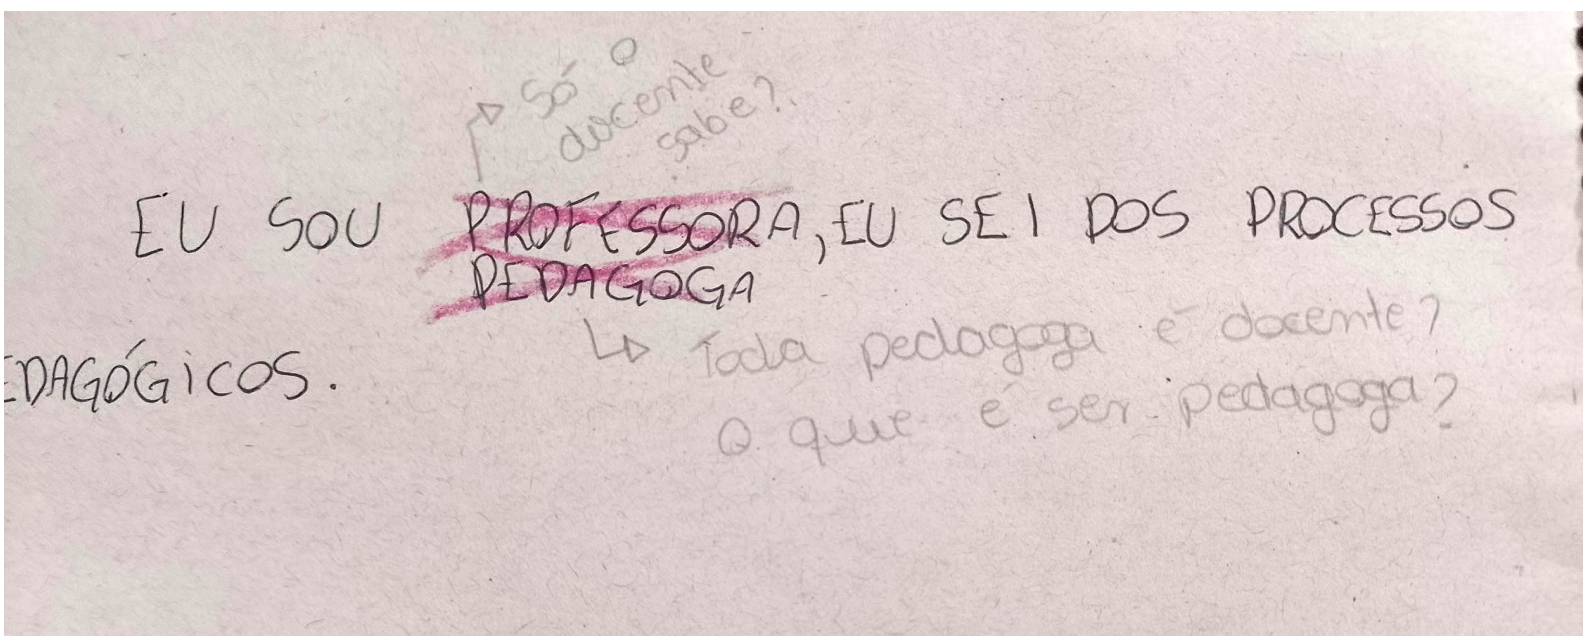 Só o
docente
sabe?
EU SOU PROFESSORA, EU SEI DOS PROCESSOS
PEDAGOGA
Toda pedagoga é docente?
EDAGÓGICOS.
O que é ser pedagoga?